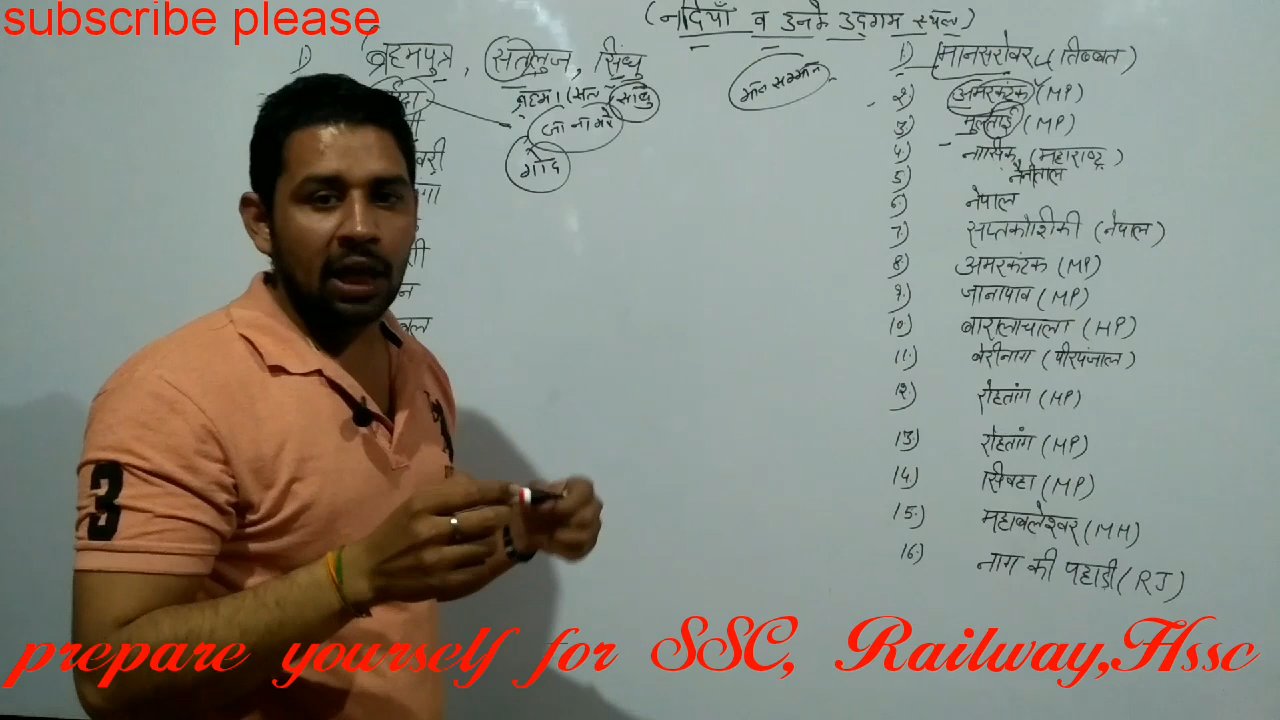 subscribe please
(नदियाँ व उनके उद्गम स्थल)
1) ब्रह्मपुत्र, सतलुज, सिंधु
ब्रह्म। (सत साधु
गोद
मान सम्मान
1) मानसरोवर (तिब्बत)
2) अमरकंटक (MP)
3) मुलताई (MP)
4) नासिक (महाराष्ट्र)
5) नैनीताल
6) नेपाल
7) सप्तकौशिकी (नेपाल)
8) अमरकंटक (MP)
9.) जानापाव (MP)
10) बारालाचाला (HP)
11) बेरीनाग (पीरपंजाल)
12) रोहतांग (HP)
13) रोहतांग (HP)
14) (MP)
15) महाबलेश्वर (MH)
16) नाग की पहाड़ी (RJ)
3
prepare yourself for SSC, Railway,Hssc